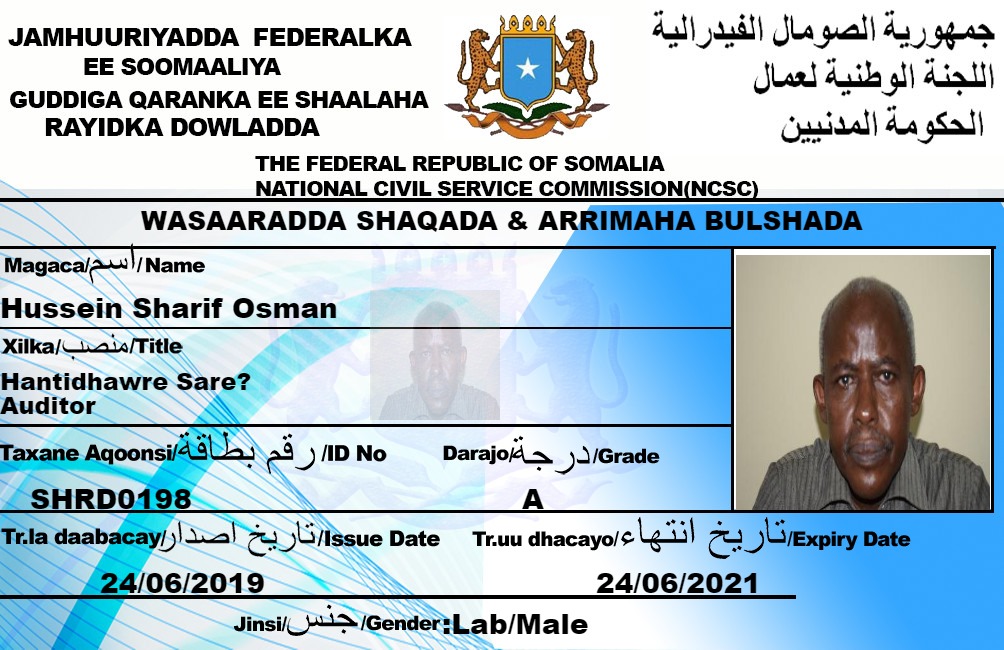 JAMHUURIYADDA FEDERALKA
EE SOOMAALIYA
GUDDIGA QARANKA EE SHAALAHA
RAYIDKA DOWLADDA
جمهورية الصومال الفيدرالية
اللجنة الوطنية لعمال
الحكومة المدنيين
THE FEDERAL REPUBLIC OF SOMALIA
NATIONAL CIVIL SERVICE COMMISSION(NCSC)
WASAARADDA SHAQADA & ARRIMAHA BULSHADA
Magaca/اسم/Name
Hussein Sharif Osman
Xilka/منصب/Title
Hantidhawre Sare?
Auditor
Taxane Aqoonsi/رقم بطاقة/ID No
Darajo/درجة/Grade
SHRD0198
A
Tr.la daabacay/تاريخ اصدار/Issue Date
Tr.uu dhacayo/تاريخ انتهاء/Expiry Date
24/06/2019
24/06/2021
Jinsi/جنس/Gender:Lab/Male